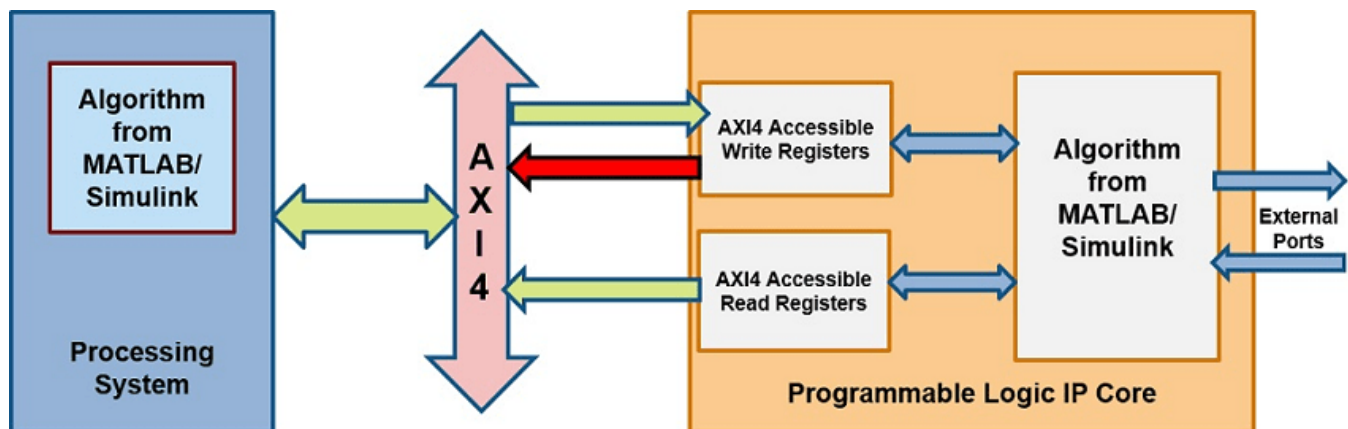 Algorithm
from
MATLAB/
Simulink
Processing
System
A
X
I
4
AXI4 Accessible
Write Registers
AXI4 Accessible
Read Registers
Algorithm
from
MATLAB/
Simulink
Programmable Logic IP Core
External
Ports